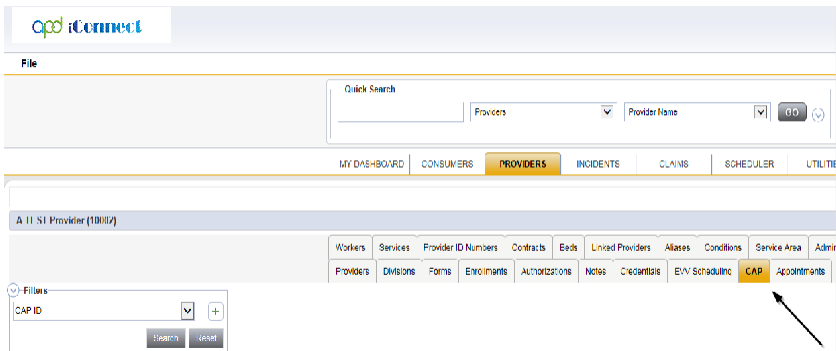 apd iConnect
File
Quick Search
Providers
Provider Name
GO
MY DASHBOARD
CONSUMERS
PROVIDERS
INCIDENTS
CLAIMS
SCHEDULER
UTILITIE
A TEST Provider (10002)
Workers
Services
Provider ID Numbers
Contracts
Beds
Linked Providers
Aliases
Conditions
Service Area
Admin
Providers
Divisions
Forms
Enrollments
Authorizations
Notes
Credentials
EVV Scheduling
CAP
Appointments
Filters
CAP ID
Search
Reset